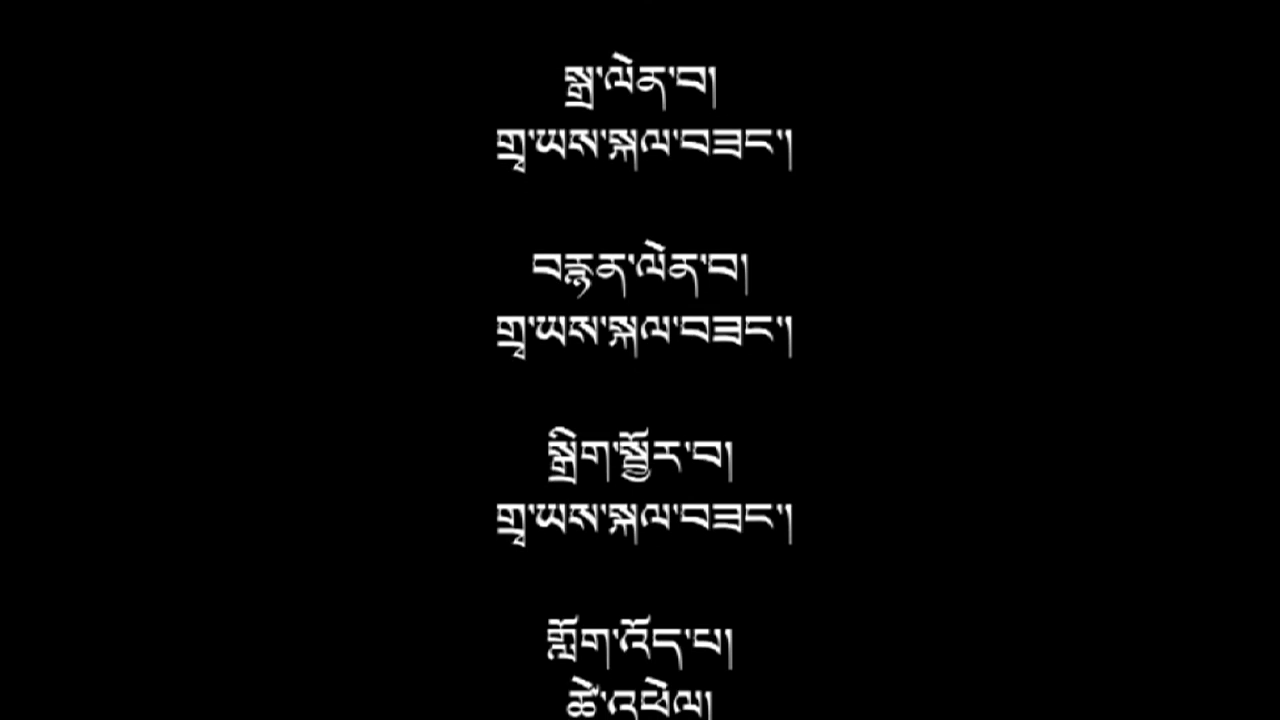 སྒྲ་ལེན་པ།
གྲྭ་ཡས་སྐལ་བཟང་།
བརྙན་ལེན་པ།
གྲྭ་ཡས་སྐལ་བཟང་།
སྒྲིག་སྦྱོར་བ།
གྲྭ་ཡས་སྐལ་བཟང་།
གློག་འོད་པ།
ཚེ་འཕེལ།